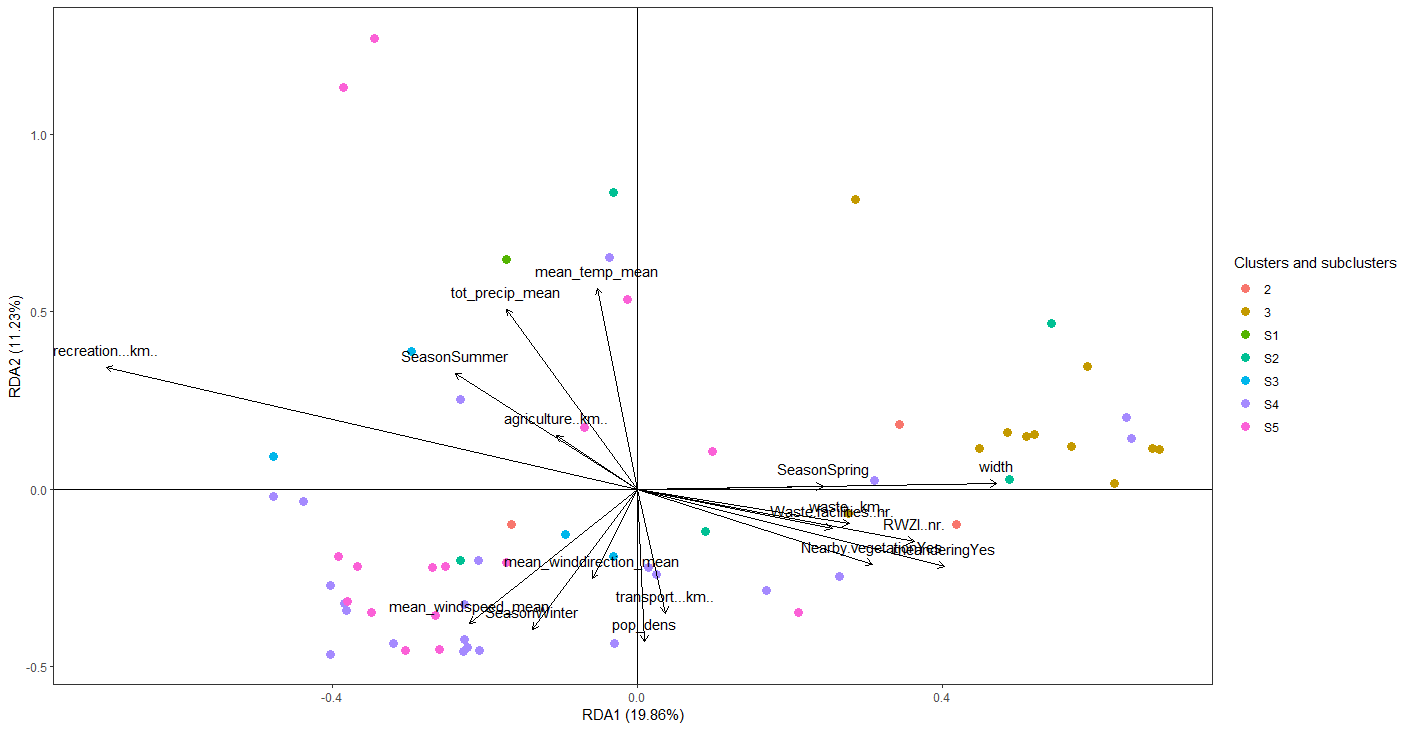 Clusters and subclusters
2
3
S1
S2
S3
S4
S5
RDA2 (11.23%)
1.0
0.5
0.0
-0.5
mean_temp_mean
tot_precip_mean
recreation...km..
SeasonSummer
agriculture..km..
SeasonSpring
width
waste...km..
Waste.facilities..nr.
RWZI..nr.
Nearby.vegetationYes
meanderingYes
mean_winddirection_mean
transport...km..
mean_windspeed_mean
SeasonWinter
pop_dens
-0.4
0.0
0.4
RDA1 (19.86%)